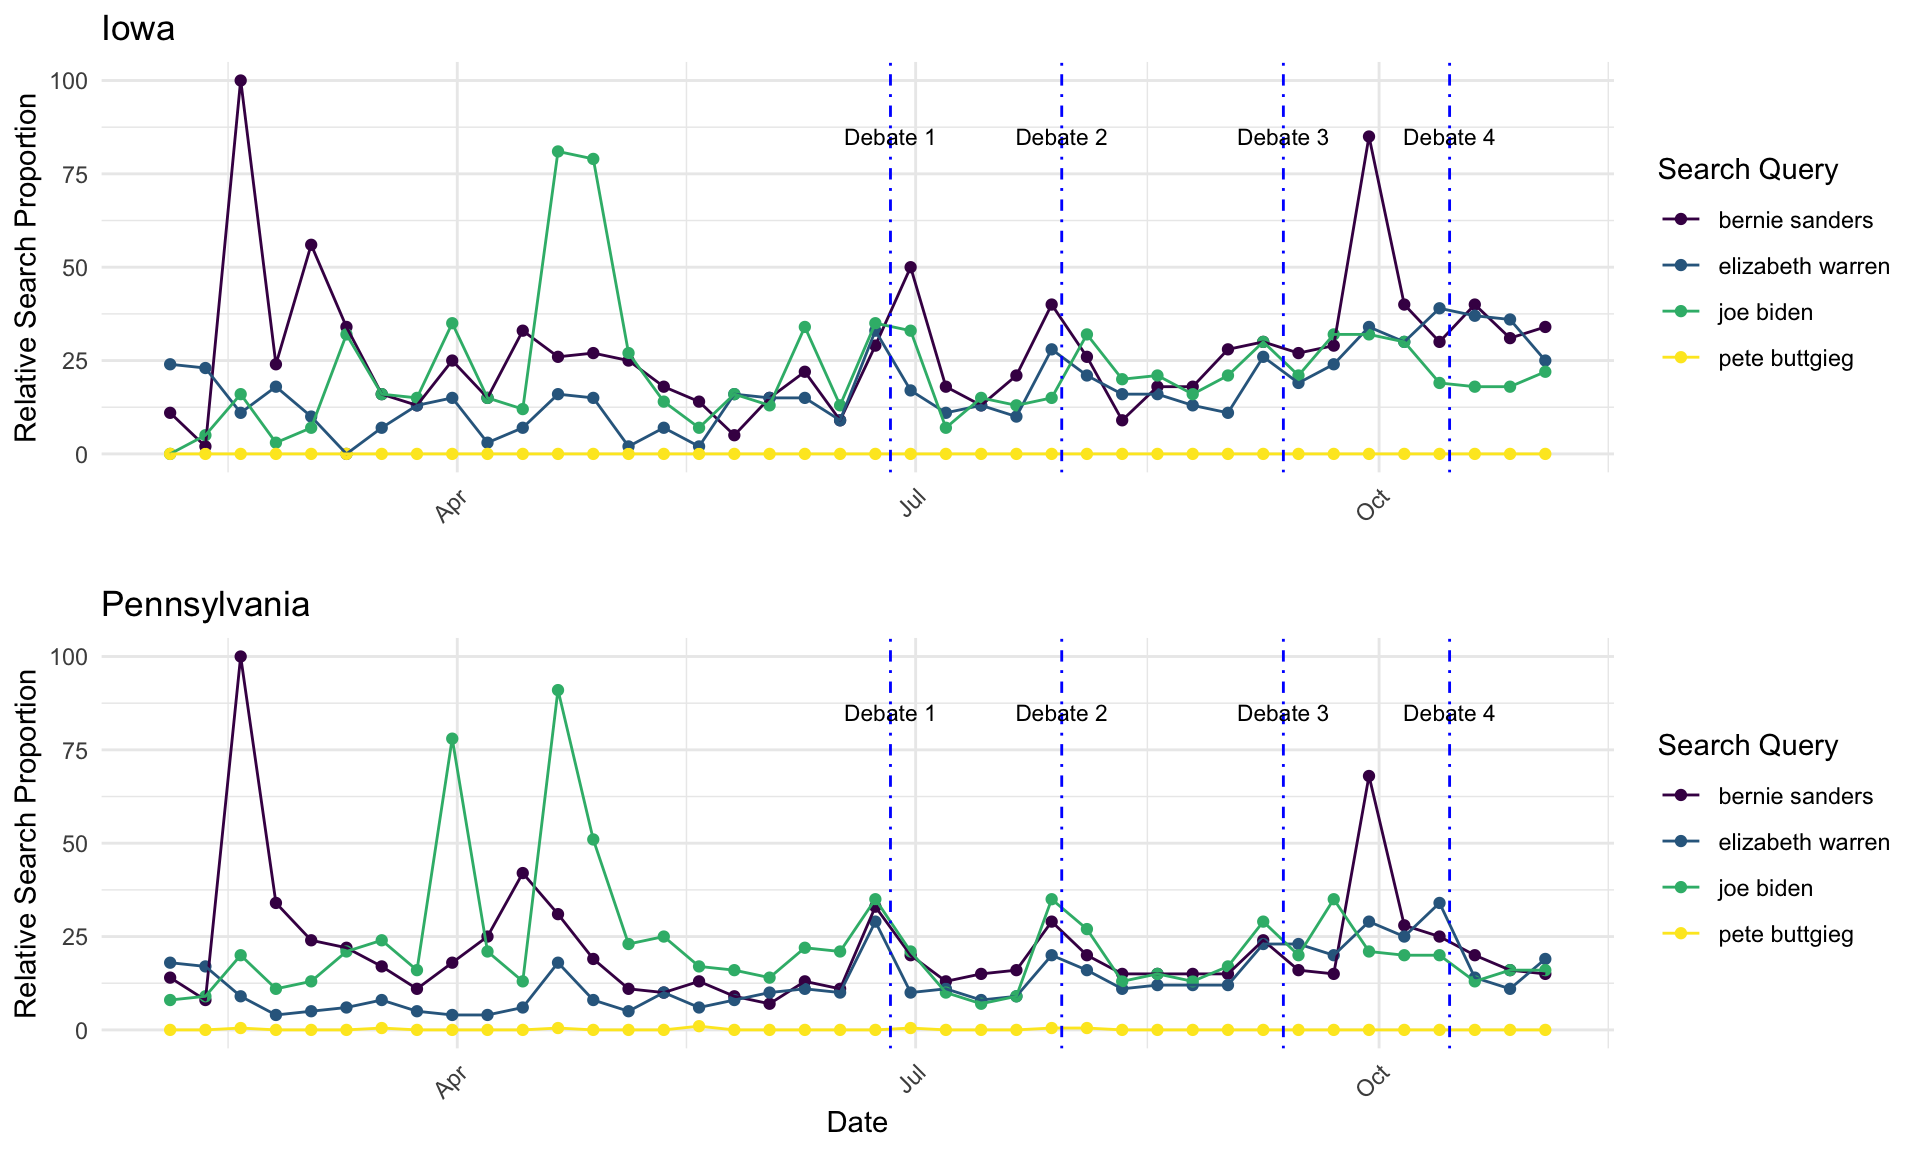 Iowa
Relative Search Proportion
100
75
50
25
0
Debate 1
Debate 2
Debate 3
Debate 4
Apr
Jul
Oct
Search Query
bernie sanders
elizabeth warren
joe biden
pete buttgieg
Pennsylvania
Relative Search Proportion
100
75
50
25
0
Debate 1
Debate 2
Debate 3
Debate 4
Apr
Jul
Oct
Date
Search Query
bernie sanders
elizabeth warren
joe biden
pete buttgieg